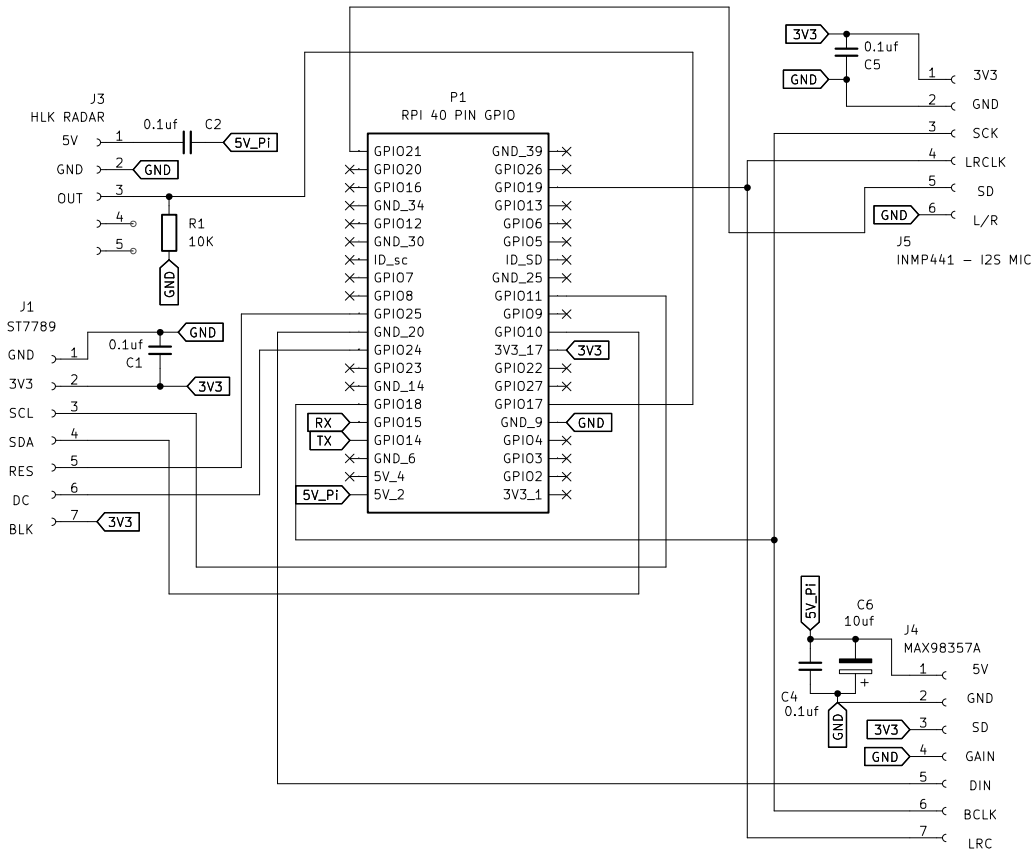 J3
HLK RADAR
5V 1
0.1uf C2 5V_Pi
GND 2 GND
OUT 3
4
5
R1
10K
GND
J1
ST7789
GND 1
GND
0.1uf
C1
3V3 2 3V3
SCL 3
SDA 4
RES 5
DC 6
BLK 7 3V3
P1
RPI 40 PIN GPIO
GPIO21 GND_39
GPIO20 GPIO26
GPIO16 GPIO19
GND_34 GPIO13
GPIO12 GPIO6
GND_30 GPIO5
ID_sc ID_SD
GPIO7 GND_25
GPIO8 GPIO11
GPIO25 GPIO9
GND_20 GPIO10
GPIO24 3V3_17 3V3
GPIO23 GPIO22
GND_14 GPIO27
GPIO18 GPIO17
RX GPIO15 GND_9 GND
TX GPIO14 GPIO4
GND_6 GPIO3
5V_4 GPIO2
5V_Pi 5V_2 3V3_1
3V3
0.1uf
C5
GND
1 3V3
2 GND
3 SCK
4 LRCLK
5 SD
GND 6 L/R
J5
INMP441 – I2S MIC
5V_Pi
C6
10uf
+
C4
0.1uf
GND
J4
MAX98357A
1 5V
2 GND
3V3 3 SD
GND 4 GAIN
5 DIN
6 BCLK
7 LRC